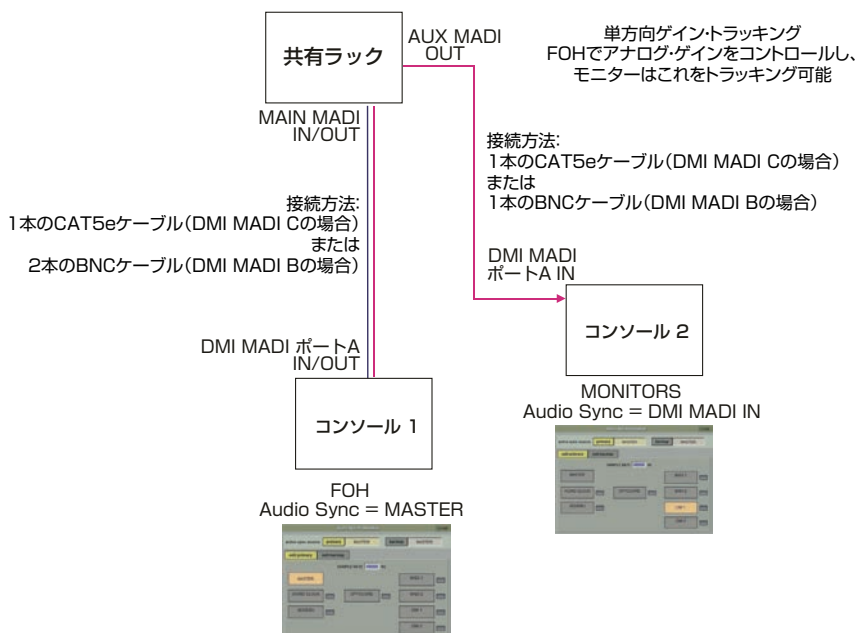 共有ラック
AUX MADI
OUT
単方向ゲイン・トラッキング
FOHでアナログ・ゲインをコントロールし、
モニターはこれをトラッキング可能
MAIN MADI
IN/OUT
接続方法:
1本のCAT5eケーブル（DMI MADI Cの場合）
または
1本のBNCケーブル（DMI MADI Bの場合）
接続方法:
1本のCAT5eケーブル（DMI MADI Cの場合）
または
2本のBNCケーブル（DMI MADI Bの場合）
DMI MADI
ポートA IN
コンソール 2
DMI MADI ポートA
IN/OUT
コンソール 1
MONITORS
Audio Sync = DMI MADI IN
FOH
Audio Sync = MASTER
primary MASTER MASTER
MASTER
primary MASTER MASTER
MASTER